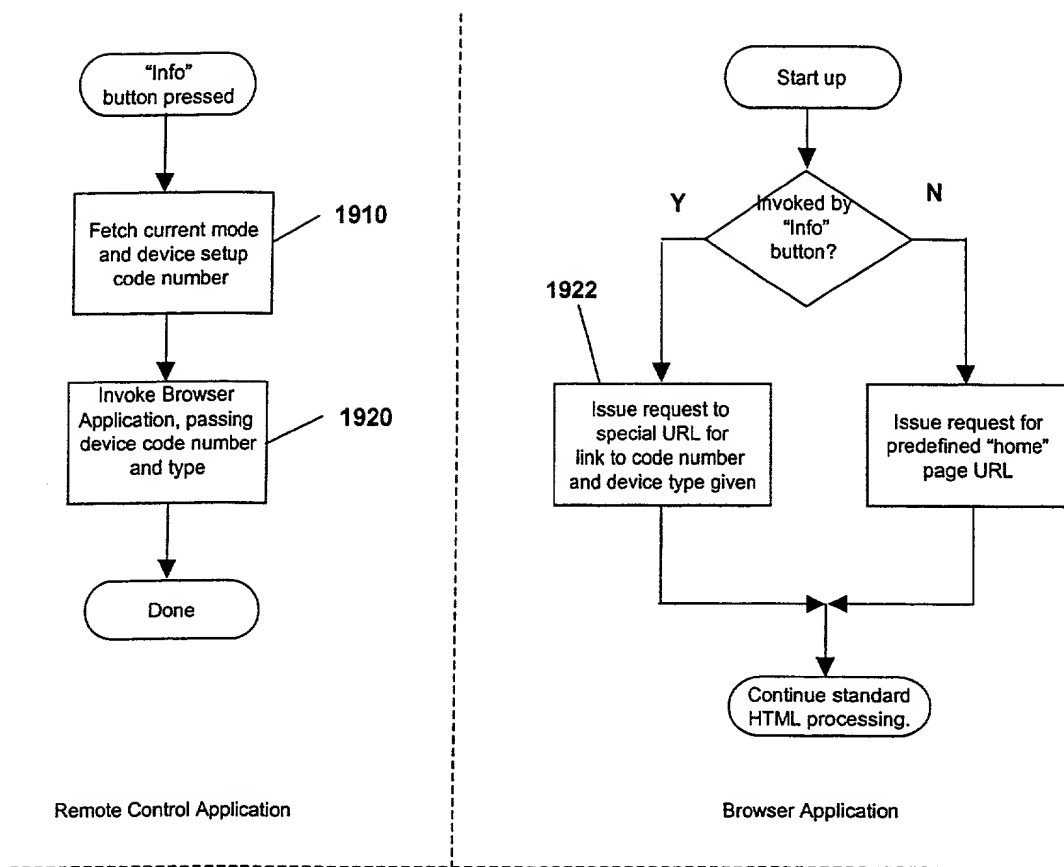 “Info”
button pressed
Fetch current mode
and device setup
code number
1910
Invoke Browser
Application, passing
device code number
and type
1920
Done
Remote Control Application
Start up
Invoked by
“Info”
button?
Y
N
1922
Issue request to
special URL for
link to code number
and device type given
Issue request for
predefined “home”
page URL
Continue standard
HTML processing.
Browser Application